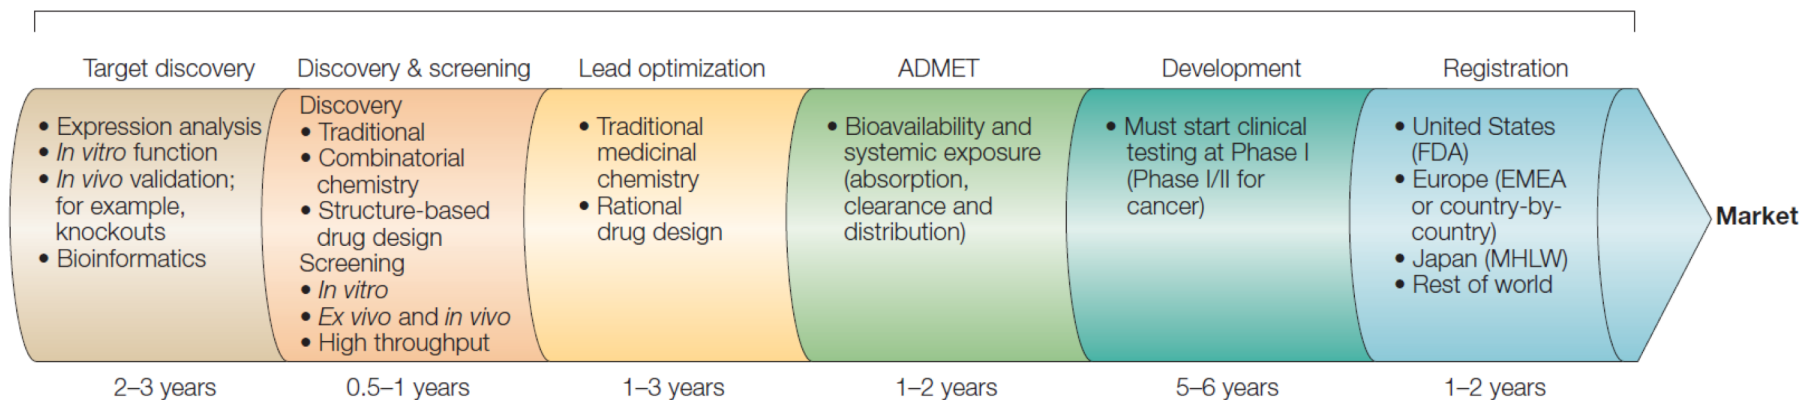 Target discovery
• Expression analysis
• In vitro function
• In vivo validation;
for example,
knockouts
• Bioinformatics
2–3 years
Discovery & screening
Discovery
• Traditional
• Combinatorial
chemistry
• Structure-based
drug design
Screening
• In vitro
• Ex vivo and in vivo
• High throughput
0.5–1 years
Lead optimization
• Traditional
medicinal
chemistry
• Rational
drug design
1–3 years
ADMET
• Bioavailability and
systemic exposure
(absorption,
clearance and
distribution)
1–2 years
Development
• Must start clinical
testing at Phase I
(Phase I/II for
cancer)
5–6 years
Registration
• United States
(FDA)
• Europe (EMEA
or country-by-
country)
• Japan (MHLW)
• Rest of world
1–2 years
Market